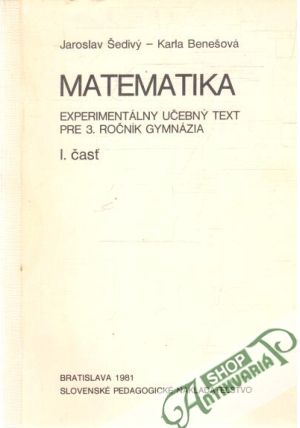 Jaroslav Šedivý – Karla Benešová
MATEMATIKA
EXPERIMENTÁLNY UČEBNÝ TEXT
PRE 3. ROČNÍK GYMNÁZIA
I. časť
BRATISLAVA 1981
SLOVENSKÉ PEDAGOGICKÉ NAKLADATEĽSTVO
SHOP
Antikvariát